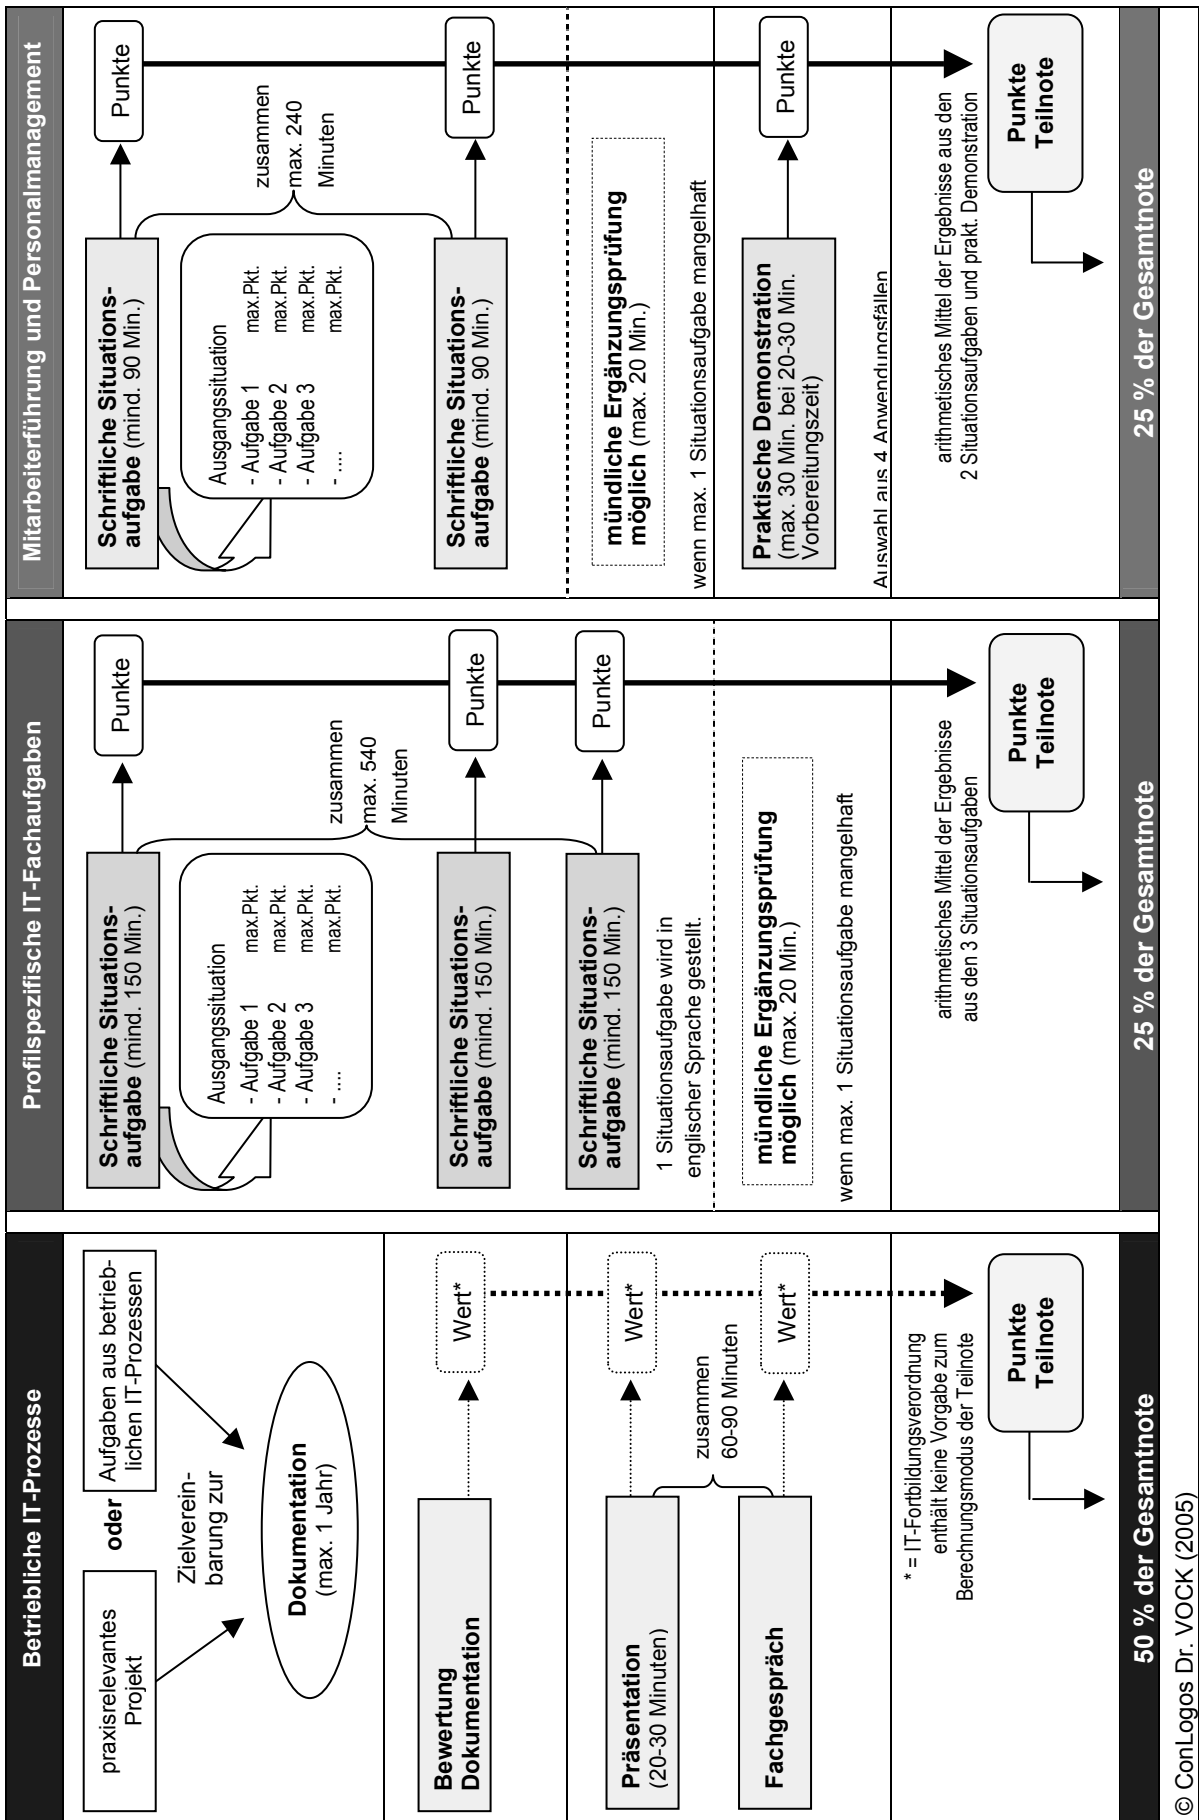 Betriebliche IT-Prozesse
praxisrelevantes
Projekt
oder
Aufgaben aus betrieb-
lichen IT-Prozessen
Zielverein-
barung zur
Dokumentation
(max. 1 Jahr)
Bewertung
Dokumentation
Wert*
Präsentation
(20-30 Minuten)
Wert*
zusammen
60-90 Minuten
Fachgespräch
Wert*
* = IT-Fortbildungsverordnung
enthält keine Vorgabe zum
Berechnungsmodus der Teilnote
Punkte
Teilnote
50 % der Gesamtnote
Profilspezifische IT-Fachaufgaben
Schriftliche Situations-
aufgabe (mind. 150 Min.)
Punkte
Ausgangssituation
- Aufgabe 1 max.Pkt.
- Aufgabe 2 max.Pkt.
- Aufgabe 3 max.Pkt.
- .... max.Pkt.
zusammen
max. 540
Minuten
Schriftliche Situations-
aufgabe (mind. 150 Min.)
Punkte
Schriftliche Situations-
aufgabe (mind. 150 Min.)
Punkte
1 Situationsaufgabe wird in
englischer Sprache gestellt.
mündliche Ergänzungsprüfung
möglich (max. 20 Min.)
wenn max. 1 Situationsaufgabe mangelhaft
arithmetisches Mittel der Ergebnisse
aus den 3 Situationsaufgaben
Punkte
Teilnote
25 % der Gesamtnote
Mitarbeiterführung und Personalmanagement
Schriftliche Situations-
aufgabe (mind. 90 Min.)
Punkte
Ausgangssituation
- Aufgabe 1 max.Pkt.
- Aufgabe 2 max.Pkt.
- Aufgabe 3 max.Pkt.
- .... max.Pkt.
zusammen
max. 240
Minuten
Schriftliche Situations-
aufgabe (mind. 90 Min.)
Punkte
mündliche Ergänzungsprüfung
möglich (max. 20 Min.)
wenn max. 1 Situationsaufgabe mangelhaft
Praktische Demonstration
(max. 30 Min. bei 20-30 Min.
Vorbereitungszeit)
Punkte
Auswahl aus 4 Anwendungsfällen
arithmetisches Mittel der Ergebnisse aus den
2 Situationsaufgaben und prakt. Demonstration
Punkte
Teilnote
25 % der Gesamtnote
© ConLogos Dr. VOCK (2005)